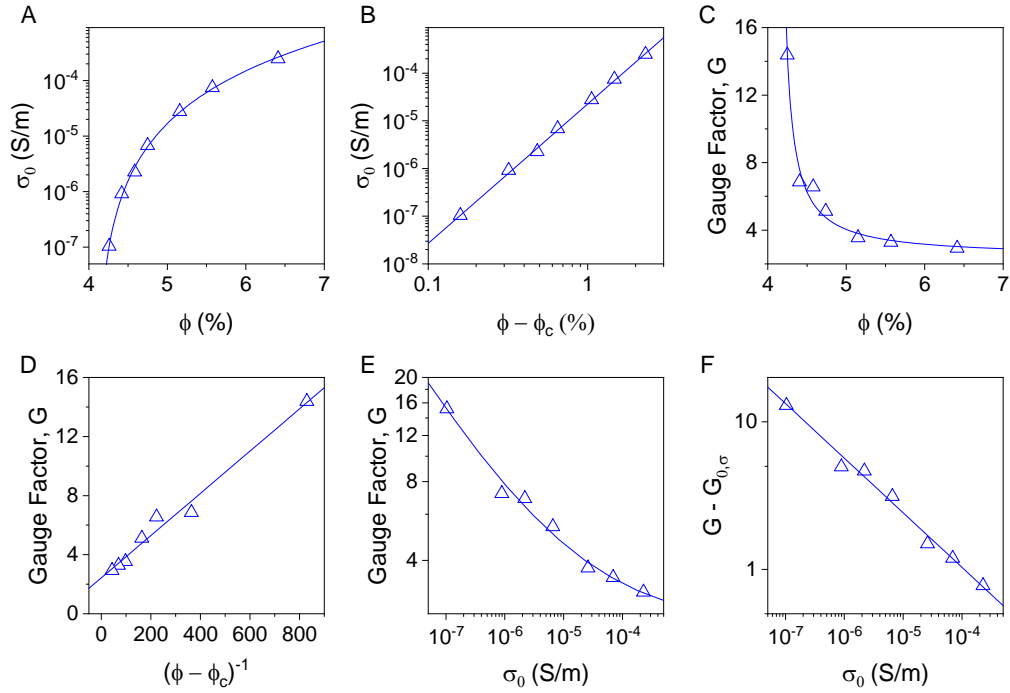 A
σ₀ (S/m)
10⁻⁴
10⁻⁵
10⁻⁶
10⁻⁷
4 5 6 7
ϕ (%)
B
σ₀ (S/m)
10⁻³
10⁻⁴
10⁻⁵
10⁻⁶
10⁻⁷
10⁻⁸
0.1 1
ϕ − ϕc (%)
C
Gauge Factor, G
16
12
8
4
4 5 6 7
ϕ (%)
D
Gauge Factor, G
16
12
8
4
0
0 200 400 600 800
(ϕ − ϕc)⁻¹
E
Gauge Factor, G
20
16
12
8
4
10⁻⁷ 10⁻⁶ 10⁻⁵ 10⁻⁴
σ₀ (S/m)
F
G - G₀,σ
10
1
10⁻⁷ 10⁻⁶ 10⁻⁵ 10⁻⁴
σ₀ (S/m)